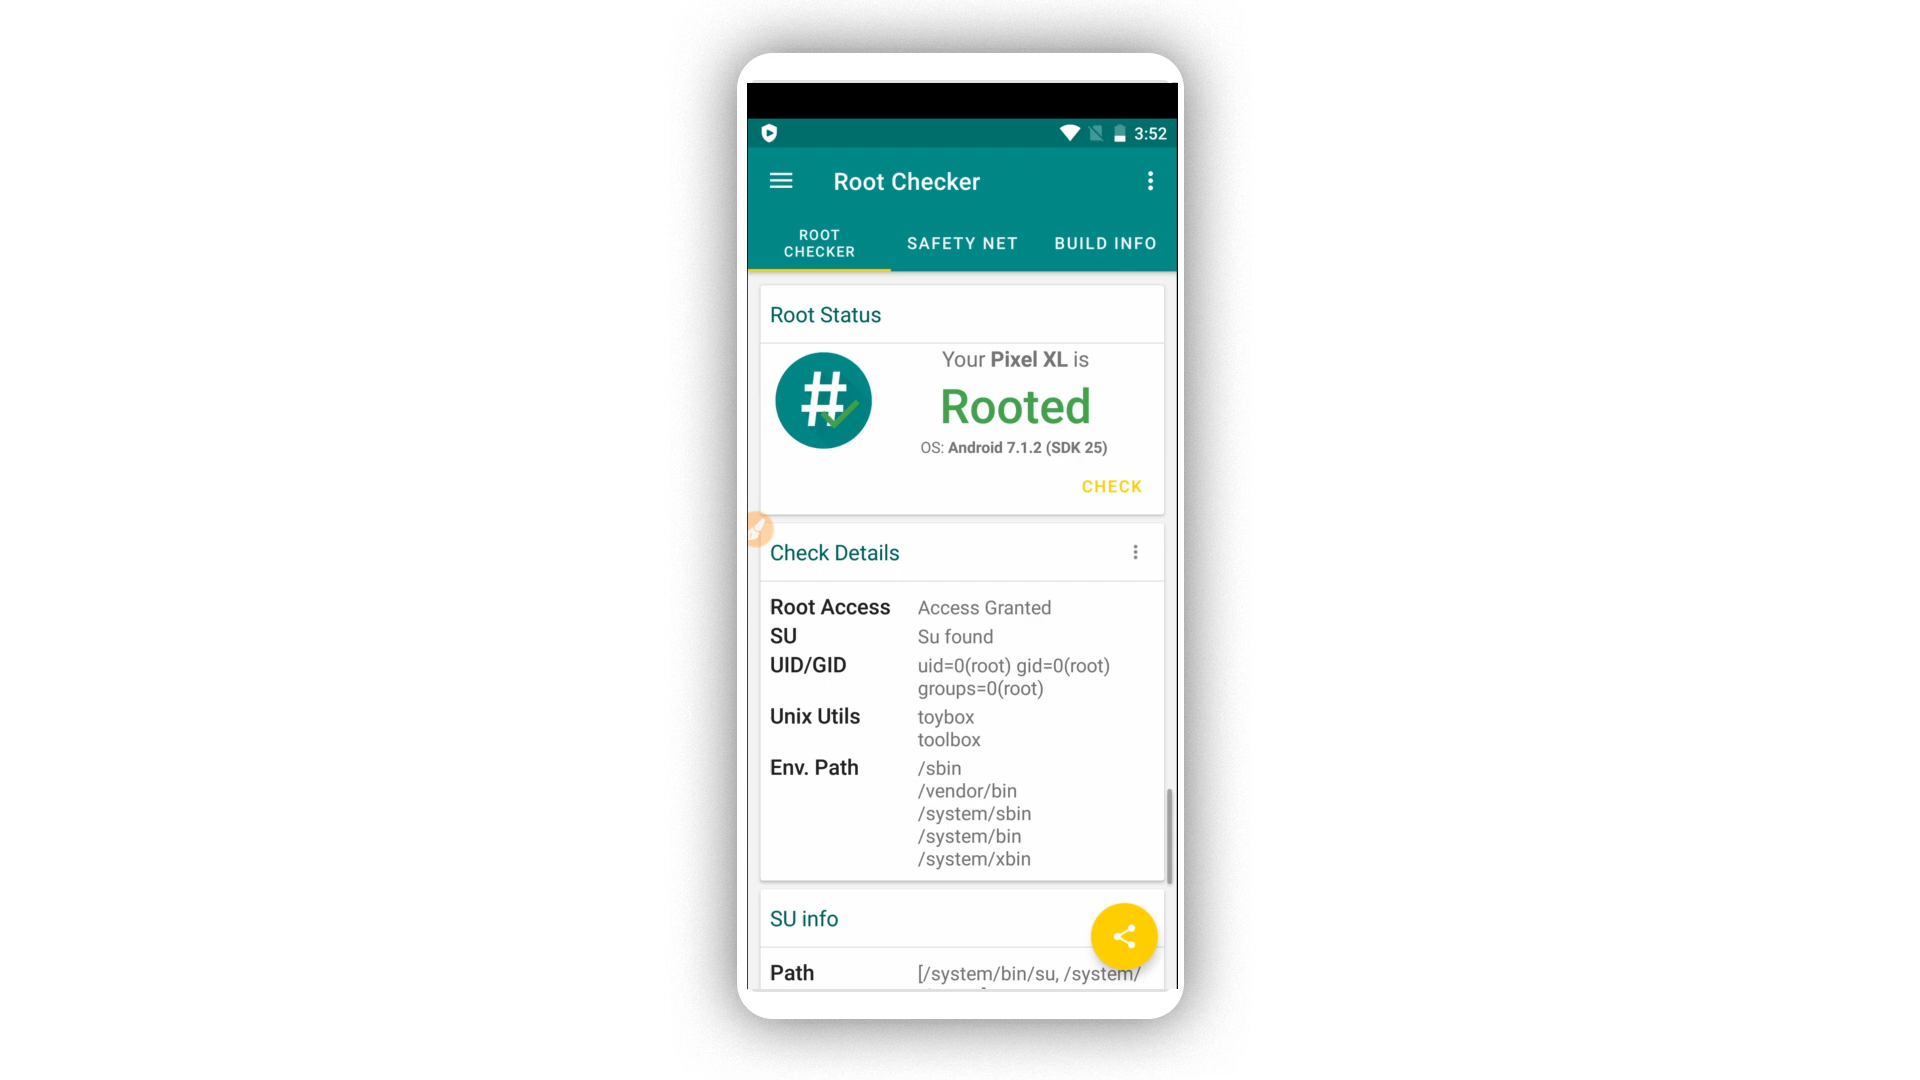 3:52
Root Checker
ROOT
CHECKER
SAFETY NET
BUILD INFO
Root Status
#
Your Pixel XL is
Rooted
OS: Android 7.1.2 (SDK 25)
CHECK
Check Details
Root Access Access Granted
SU Su found
UID/GID uid=0(root) gid=0(root)
groups=0(root)
Unix Utils toybox
toolbox
Env. Path /sbin
/vendor/bin
/system/sbin
/system/bin
/system/xbin
SU info
Path [/system/bin/su, /system/